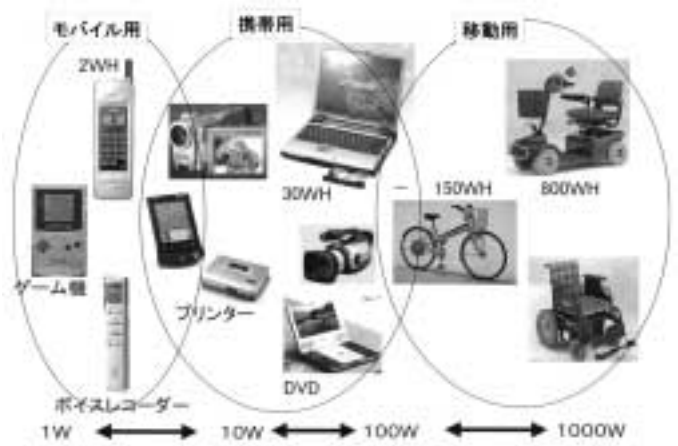 モバイル用
携帯用
移動用
2WH
30WH
150WH
800WH
ゲーム機
プリンター
DVD
ボイスレコーダー
1W
10W
100W
1000W